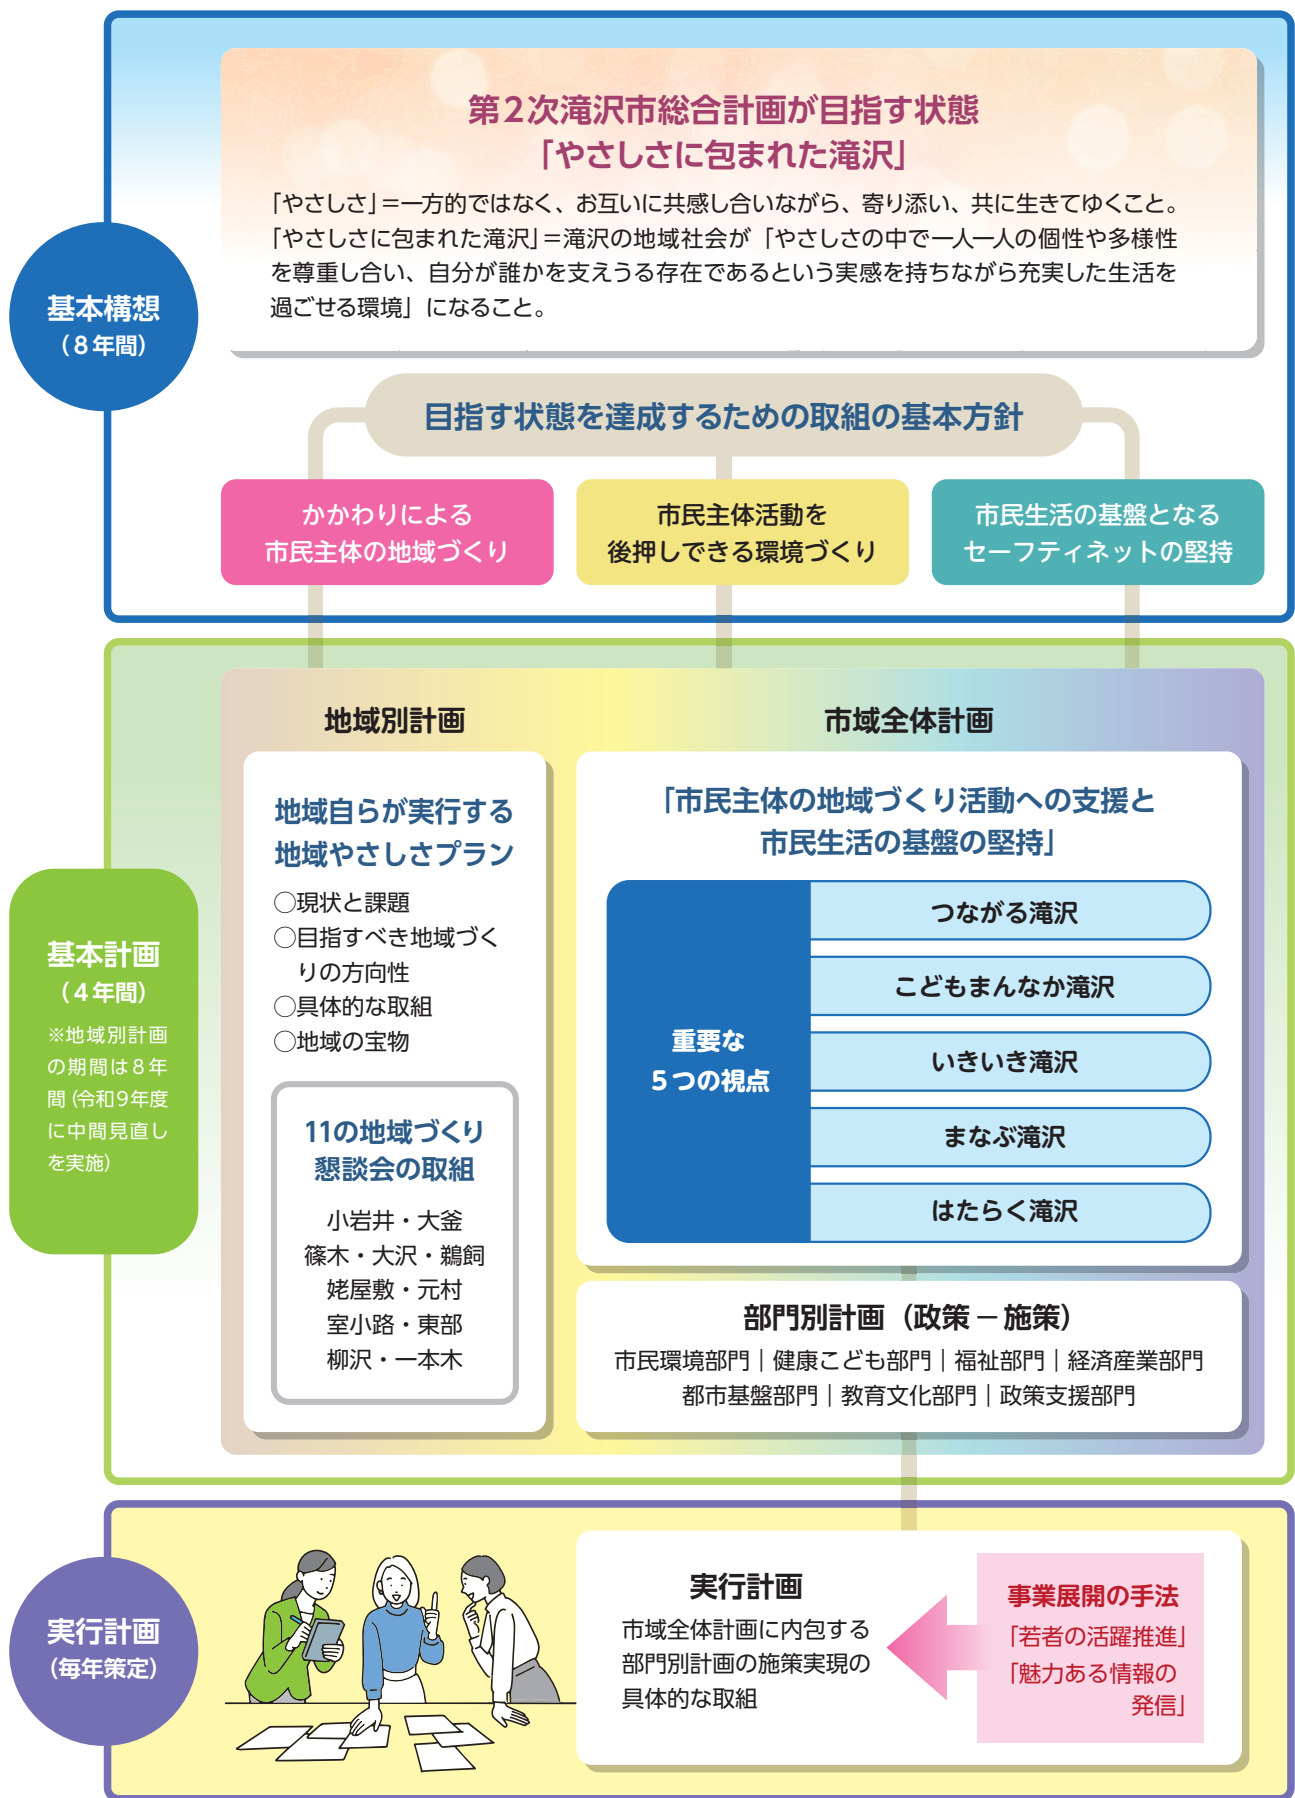 第2次滝沢市総合計画が目指す状態
「やさしさに包まれた滝沢」
「やさしさ」＝一方的ではなく、お互いに共感し合いながら、寄り添い、共に生きてゆくこと。
「やさしさに包まれた滝沢」＝滝沢の地域社会が「やさしさの中で一人一人の個性や多様性
を尊重し合い、自分が誰かを支えうる存在であるという実感を持ちながら充実した生活を
過ごせる環境」になること。
基本構想
（8年間）
目指す状態を達成するための取組の基本方針
かかわりによる
市民主体の地域づくり
市民主体活動を
後押しできる環境づくり
市民生活の基盤となる
セーフティネットの堅持
基本計画
（4年間）
※地域別計画
の期間は8年
間（令和9年度
に中間見直し
を実施）
地域別計画
地域自らが実行する
地域やさしさプラン
○現状と課題
○目指すべき地域づく
りの方向性
○具体的な取組
○地域の宝物
11の地域づくり
懇談会の取組
小岩井・大釜
篠木・大沢・鵜飼
姥屋敷・元村
室小路・東部
柳沢・一本木
市域全体計画
「市民主体の地域づくり活動への支援と
市民生活の基盤の堅持」
重要な
5つの視点
つながる滝沢
こどもまんなか滝沢
いきいき滝沢
まなぶ滝沢
はたらく滝沢
部門別計画（政策－施策）
市民環境部門｜健康こども部門｜福祉部門｜経済産業部門
都市基盤部門｜教育文化部門｜政策支援部門
実行計画
（毎年策定）
実行計画
市域全体計画に内包する
部門別計画の施策実現の
具体的な取組
事業展開の手法
「若者の活躍推進」
「魅力ある情報の
発信」